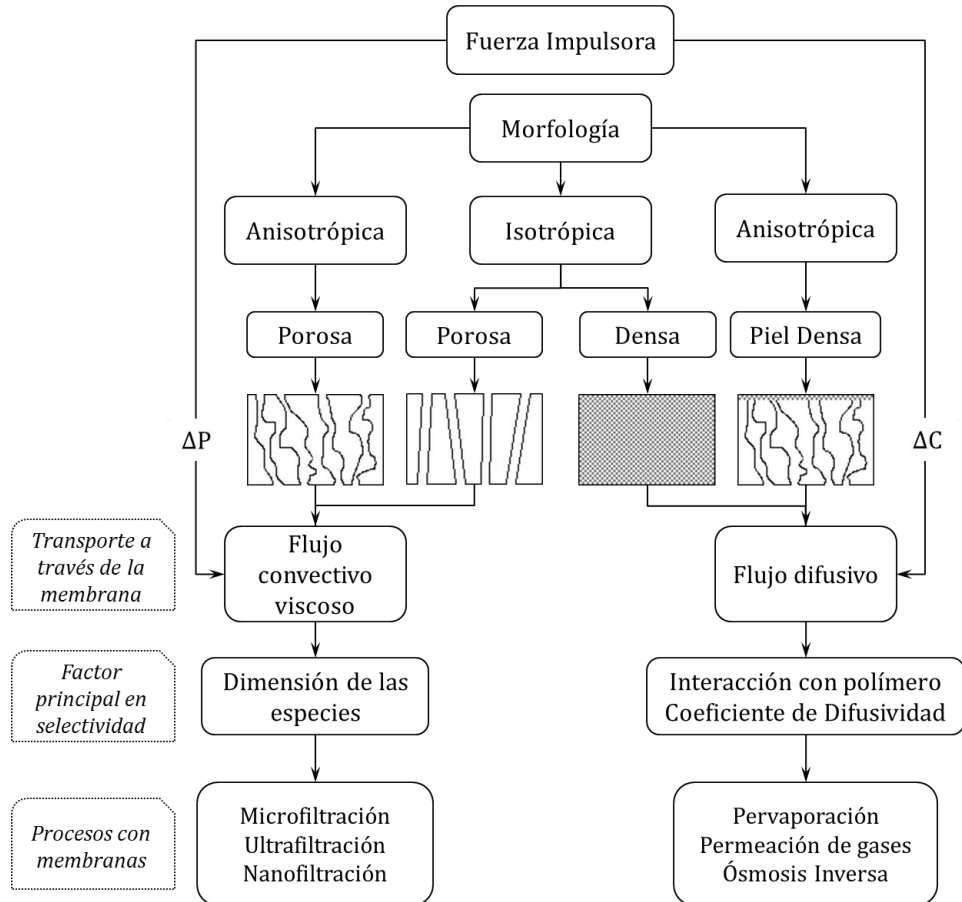 Fuerza Impulsora
Morfología
Anisotrópica
Isotrópica
Anisotrópica
Porosa
Porosa
Densa
Piel Densa
ΔP
ΔC
Transporte a
través de la
membrana
Flujo
convectivo
viscoso
Flujo difusivo
Factor
principal en
selectividad
Dimensión de las
especies
Interacción con polímero
Coeficiente de Difusividad
Procesos con
membranas
Microfiltración
Ultrafiltración
Nanofiltración
Pervaporación
Permeación de gases
Ósmosis Inversa